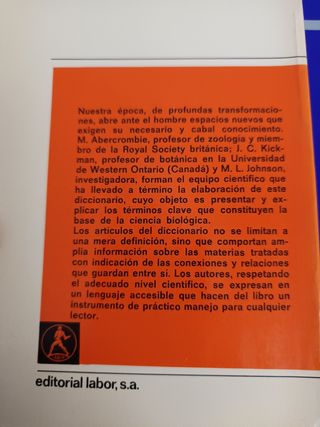 Nuestra época, de profundas transformacio-
nes, abre ante el hombre espacios nuevos que
exigen su necesario y cabal conocimiento.
M. Abercrombie, profesor de zoología y miem-
bro de la Royal Society británica; J. C. Kick-
man, profesor de botánica en la Universidad
de Western Ontario (Canadá) y M. L. Johnson,
investigadora, forman el equipo científico que
ha llevado a término la elaboración de este
diccionario, cuyo objeto es presentar y ex-
plicar los términos clave que constituyen la
base de la ciencia biológica.
Los artículos del diccionario no se limitan a
una mera definición, sino que comportan am-
plia información sobre las materias tratadas
con indicación de las conexiones y relaciones
que guardan entre sí. Los autores, respetando
el adecuado nivel científico, se expresan en
un lenguaje accesible que hacen del libro un
instrumento de práctico manejo para cualquier
lector.
editorial labor, s.a.